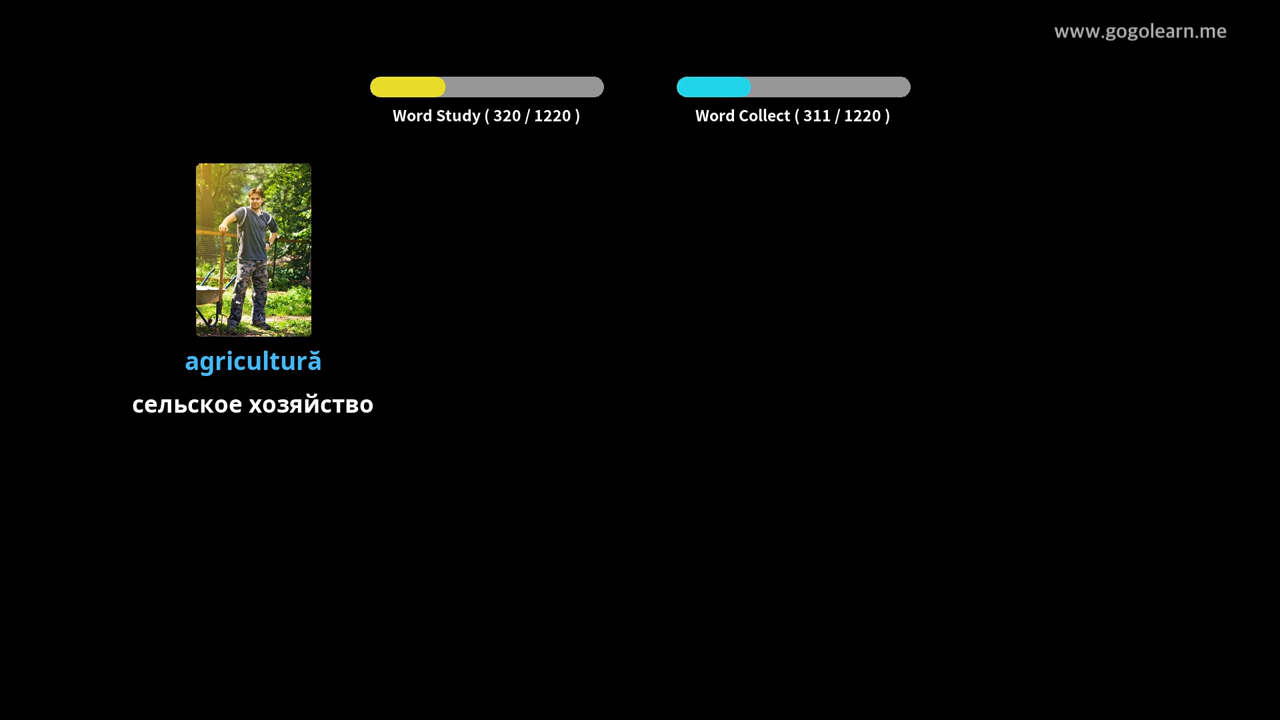 www.gogolearn.me
Word Study ( 320 / 1220 )
Word Collect ( 311 / 1220 )
agricultură
сельское хозяйство